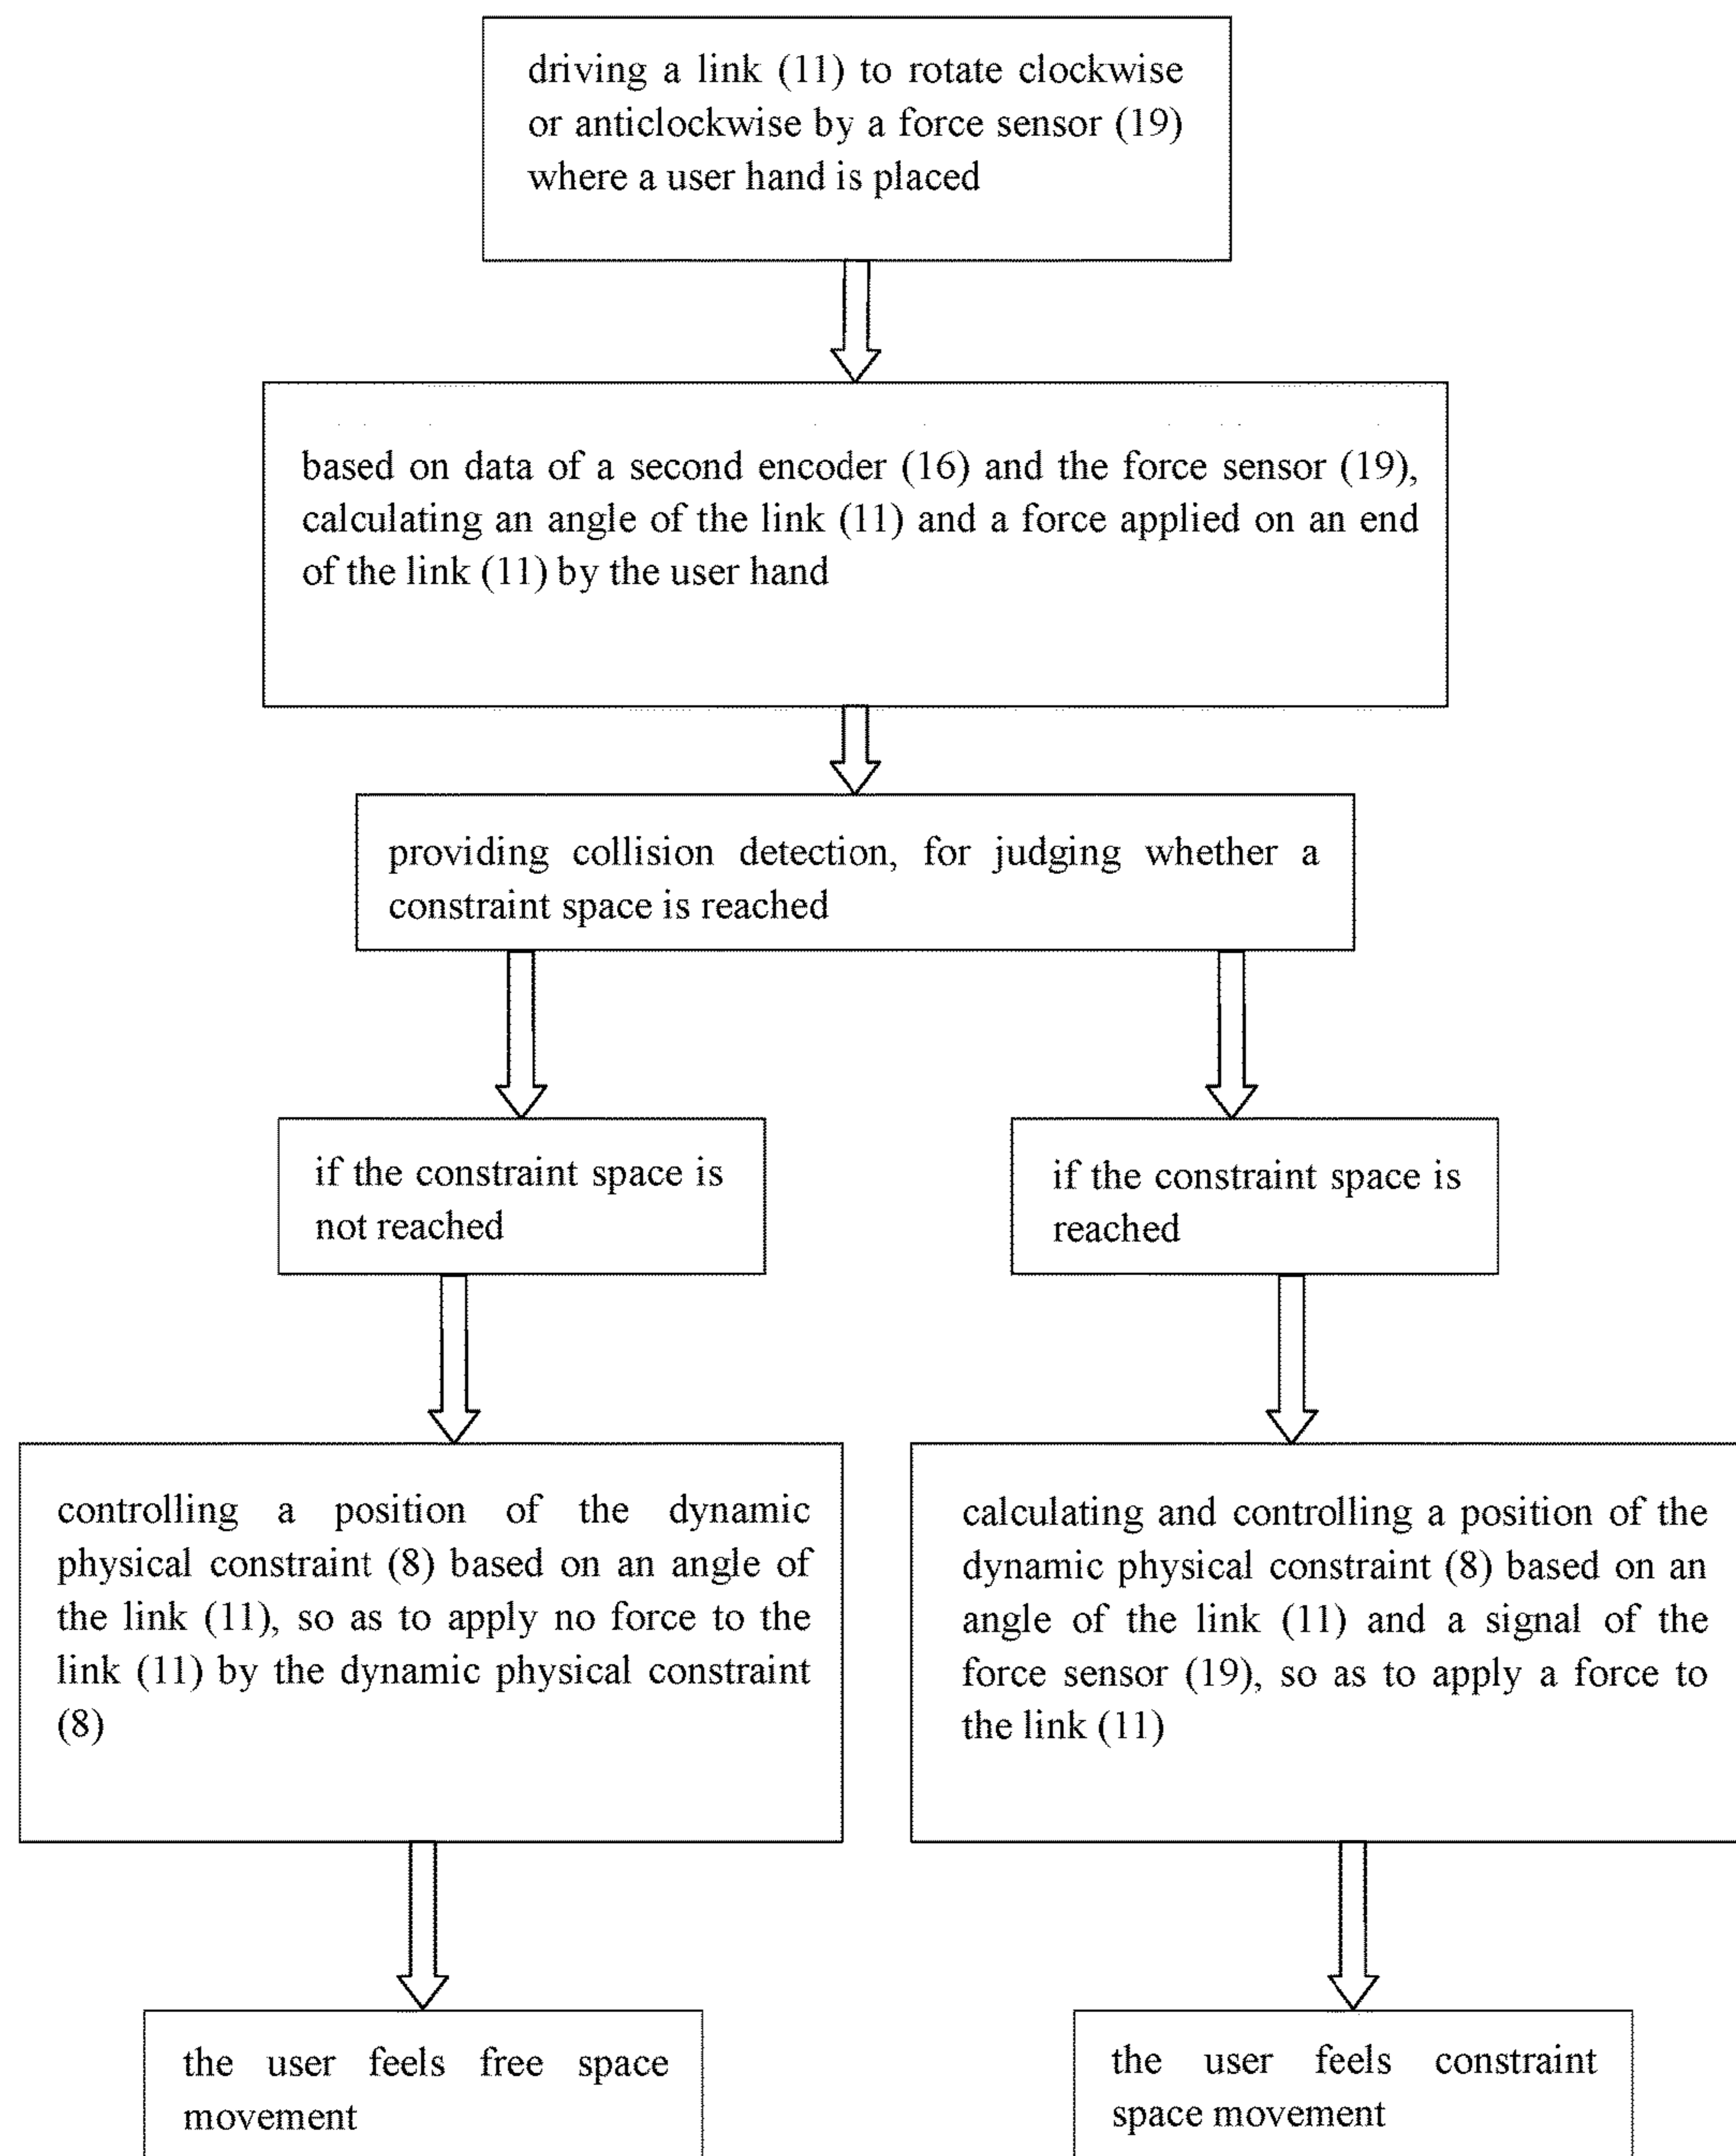 driving a link (11) to rotate clockwise
or anticlockwise by a force sensor (19)
where a user hand is placed
based on data of a second encoder (16) and the force sensor (19),
calculating an angle of the link (11) and a force applied on an end
of the link (11) by the user hand
providing collision detection, for judging whether a
constraint space is reached
if the constraint space is
not reached
if the constraint space is
reached
controlling a position of the dynamic
physical constraint (8) based on an angle of
the link (11), so as to apply no force to the
link (11) by the dynamic physical constraint
(8)
calculating and controlling a position of the
dynamic physical constraint (8) based on an
angle of the link (11) and a signal of the
force sensor (19), so as to apply a force to
the link (11)
the user feels free space
movement
the user feels constraint
space movement